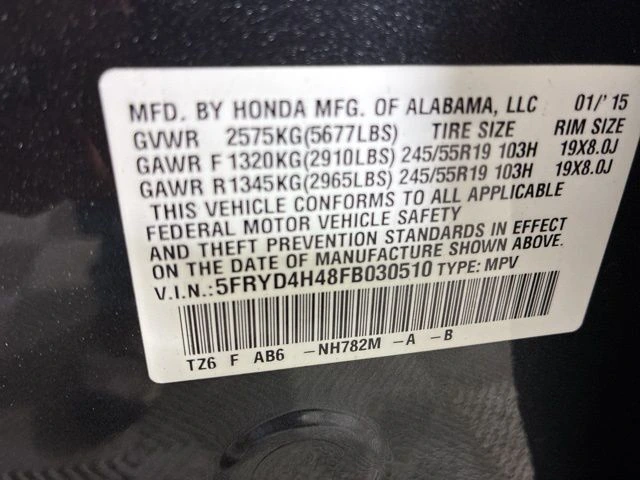 MFD. BY HONDA MFG. OF ALABAMA, LLC 01/'15
GVWR 2575KG(5677LBS) TIRE SIZE RIM SIZE
GAWR F 1320KG(2910LBS) 245/55R19 103H 19X8.0J
GAWR R1345KG(2965LBS) 245/55R19 103H 19X8.0J
THIS VEHICLE CONFORMS TO ALL APPLICABLE
FEDERAL MOTOR VEHICLE SAFETY
AND THEFT PREVENTION STANDARDS IN EFFECT
ON THE DATE OF MANUFACTURE SHOWN ABOVE.
V.I.N.:5FRYD4H48FB030510 TYPE: MPV
TZ6 F AB6 -NH782M -A -B